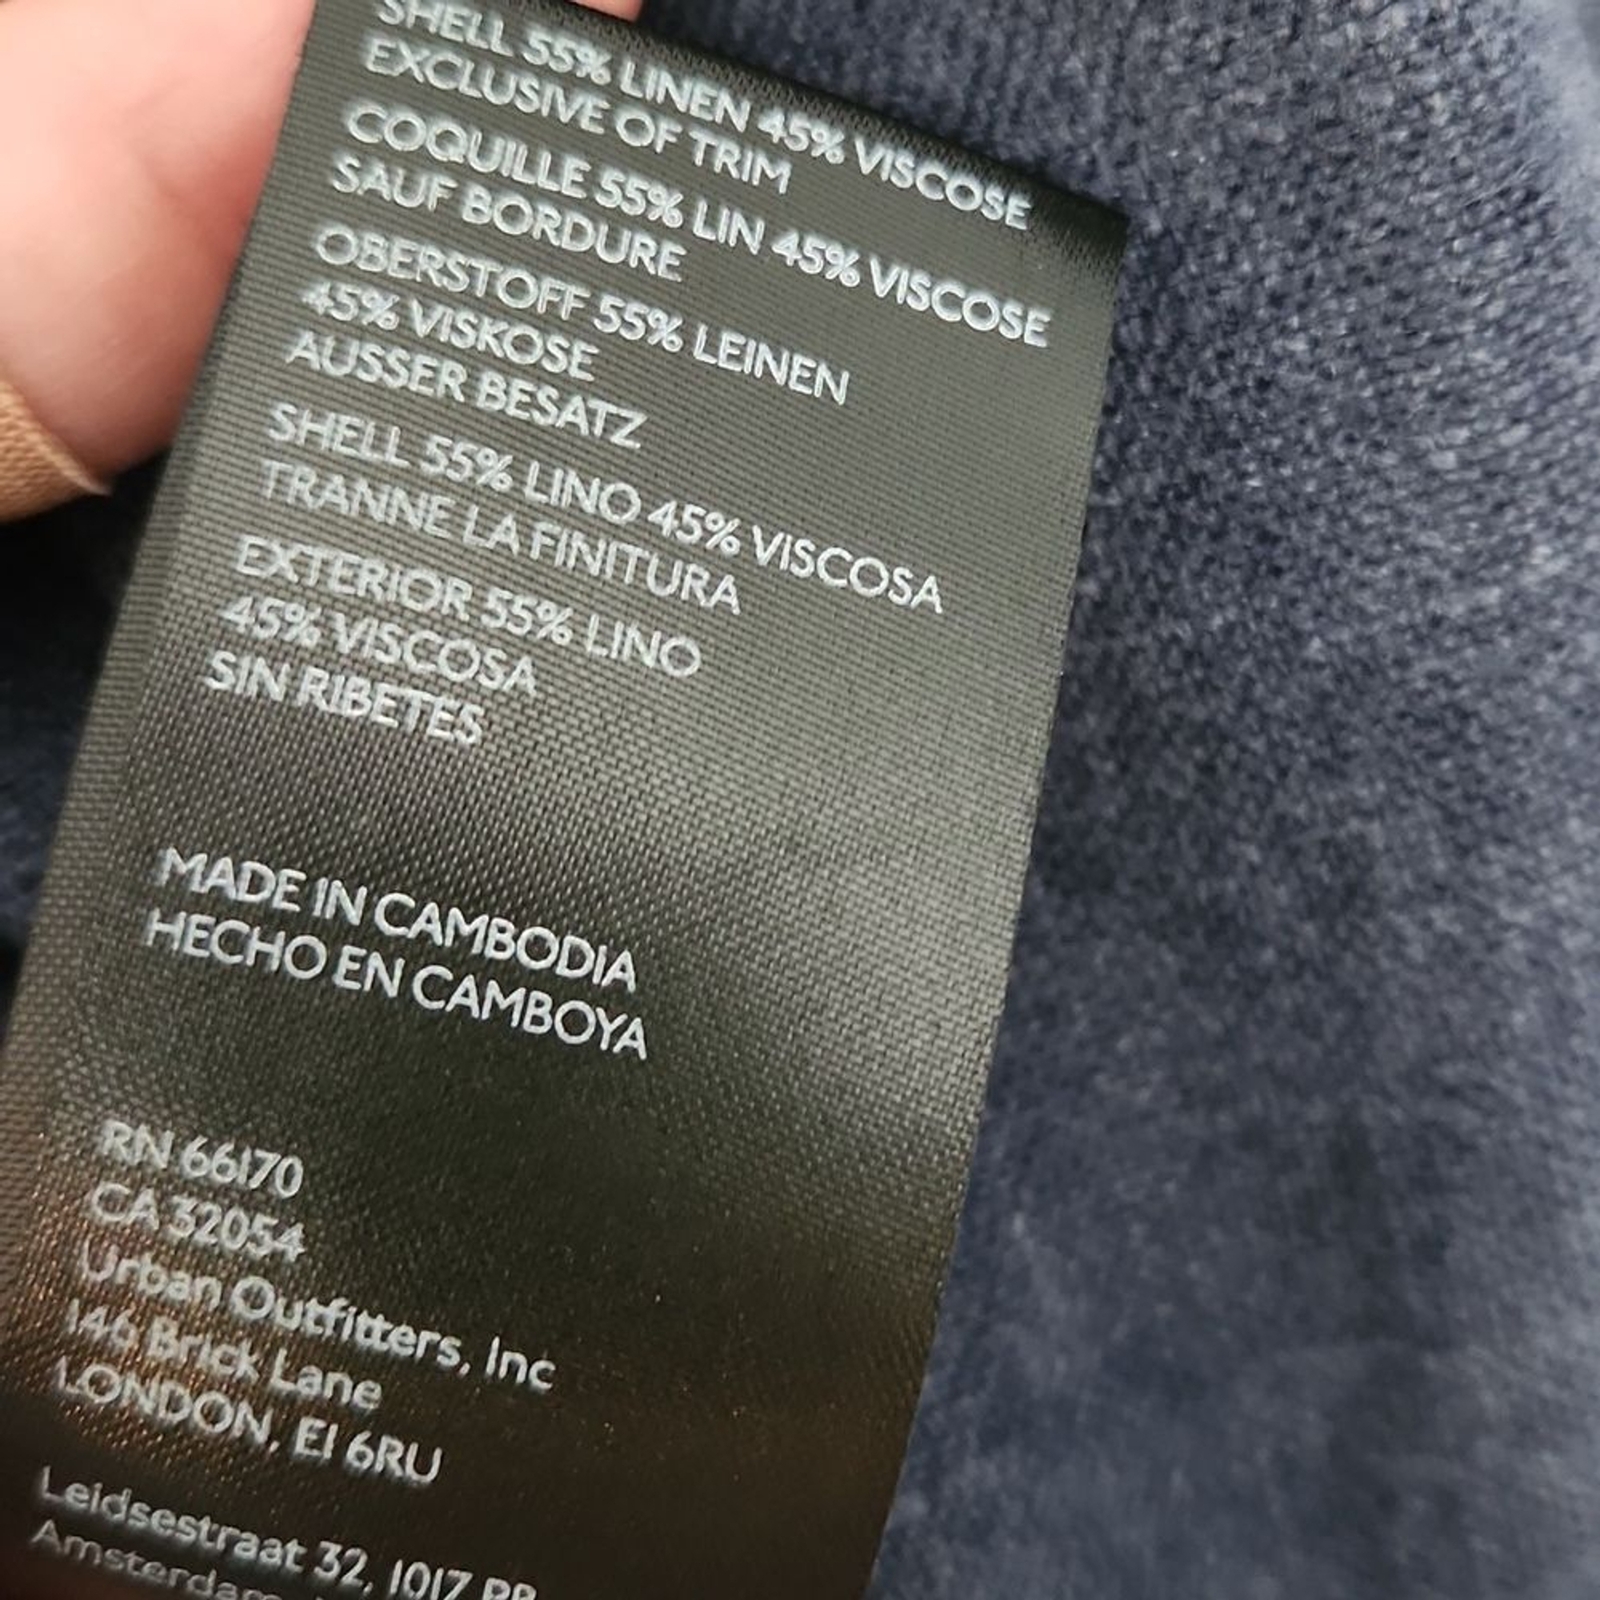 SHELL 55% LINEN 45% VISCOSE
EXCLUSIVE OF TRIM
COQUILLE 55% LIN 45% VISCOSE
SAUF BORDURE
OBERSTOFF 55% LEINEN
45% VISKOSE
AUSSER BESATZ
SHELL 55% LINO 45% VISCOSA
TRANNE LA FINITURA
EXTERIOR 55% LINO
45% VISCOSA
SIN RIBETES
MADE IN CAMBODIA
HECHO EN CAMBOYA
RN 66170
CA 32054
Urban Outfitters, Inc
146 Brick Lane
LONDON, E1 6RU
Leidsestraat 32, 1017
Amsterdam